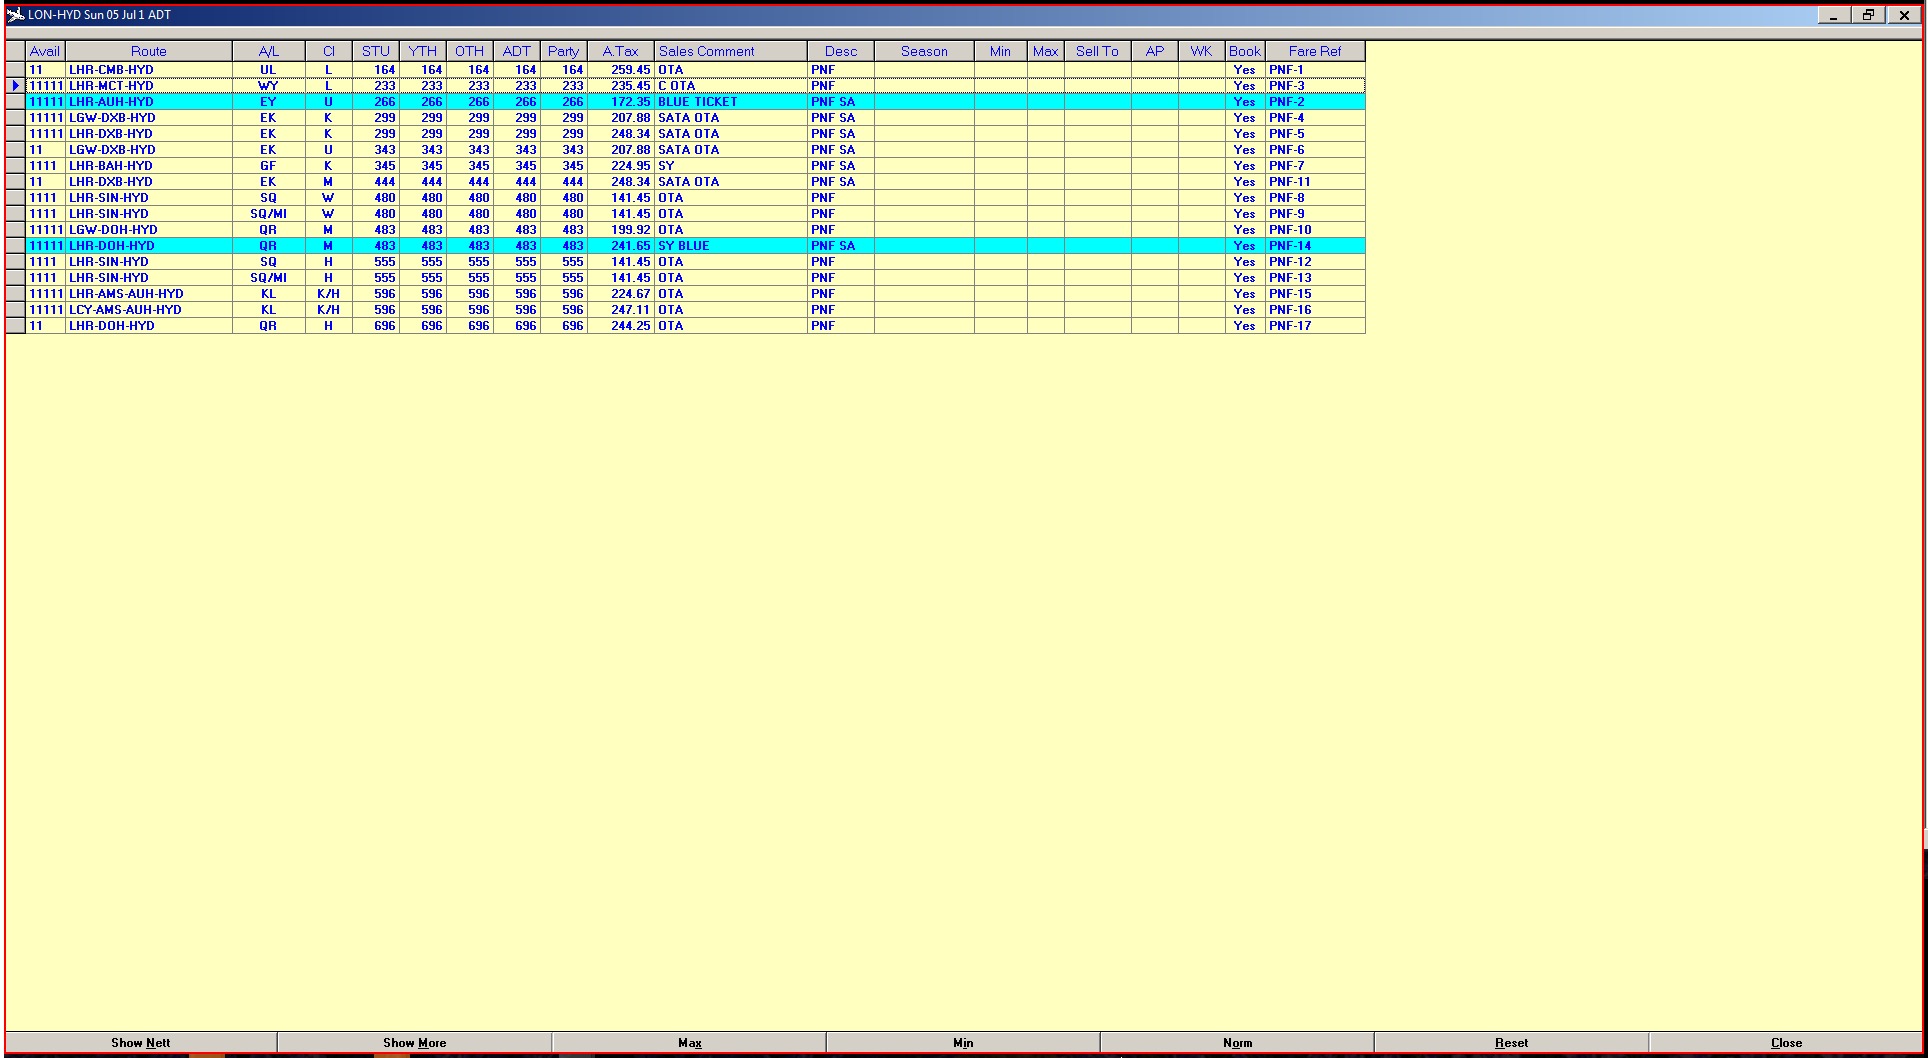 LON-HYD Sun 05 Jul 1 ADT
Avail Route A/L Cl STU YTH OTH ADT Party A.Tax Sales Comment Desc Season Min Max Sell To AP WK Book Fare Ref
11 LHR-CMB-HYD UL L 164 164 164 164 164 259.45 OTA PNF Yes PNF-1
11111 LHR-MCT-HYD WY L 233 233 233 233 233 235.45 C OTA PNF Yes PNF-3
11111 LHR-AUH-HYD EY U 266 266 266 266 266 172.35 BLUE TICKET PNF SA Yes PNF-2
11111 LGW-DXB-HYD EK K 299 299 299 299 299 207.88 SATA OTA PNF SA Yes PNF-4
11111 LHR-DXB-HYD EK K 299 299 299 299 299 248.34 SATA OTA PNF SA Yes PNF-5
11 LGW-DXB-HYD EK U 343 343 343 343 343 207.88 SATA OTA PNF SA Yes PNF-6
1111 LHR-BAH-HYD GF K 345 345 345 345 345 224.95 SY PNF SA Yes PNF-7
11 LHR-DXB-HYD EK M 444 444 444 444 444 248.34 SATA OTA PNF SA Yes PNF-11
1111 LHR-SIN-HYD SQ W 480 480 480 480 480 141.45 OTA PNF Yes PNF-8
1111 LHR-SIN-HYD SQ/MI W 480 480 480 480 480 141.45 OTA PNF Yes PNF-9
11111 LGW-DOH-HYD QR M 483 483 483 483 483 199.92 OTA PNF Yes PNF-10
11111 LHR-DOH-HYD QR M 483 483 483 483 483 241.65 SY BLUE PNF SA Yes PNF-14
1111 LHR-SIN-HYD SQ H 555 555 555 555 555 141.45 OTA PNF Yes PNF-12
1111 LHR-SIN-HYD SQ/MI H 555 555 555 555 555 141.45 OTA PNF Yes PNF-13
11111 LHR-AMS-AUH-HYD KL K/H 596 596 596 596 596 224.67 OTA PNF Yes PNF-15
11111 LCY-AMS-AUH-HYD KL K/H 596 596 596 596 596 247.11 OTA PNF Yes PNF-16
11 LHR-DOH-HYD QR H 696 696 696 696 696 244.25 OTA PNF Yes PNF-17
Show Nett Show More Max Min Norm Reset Close